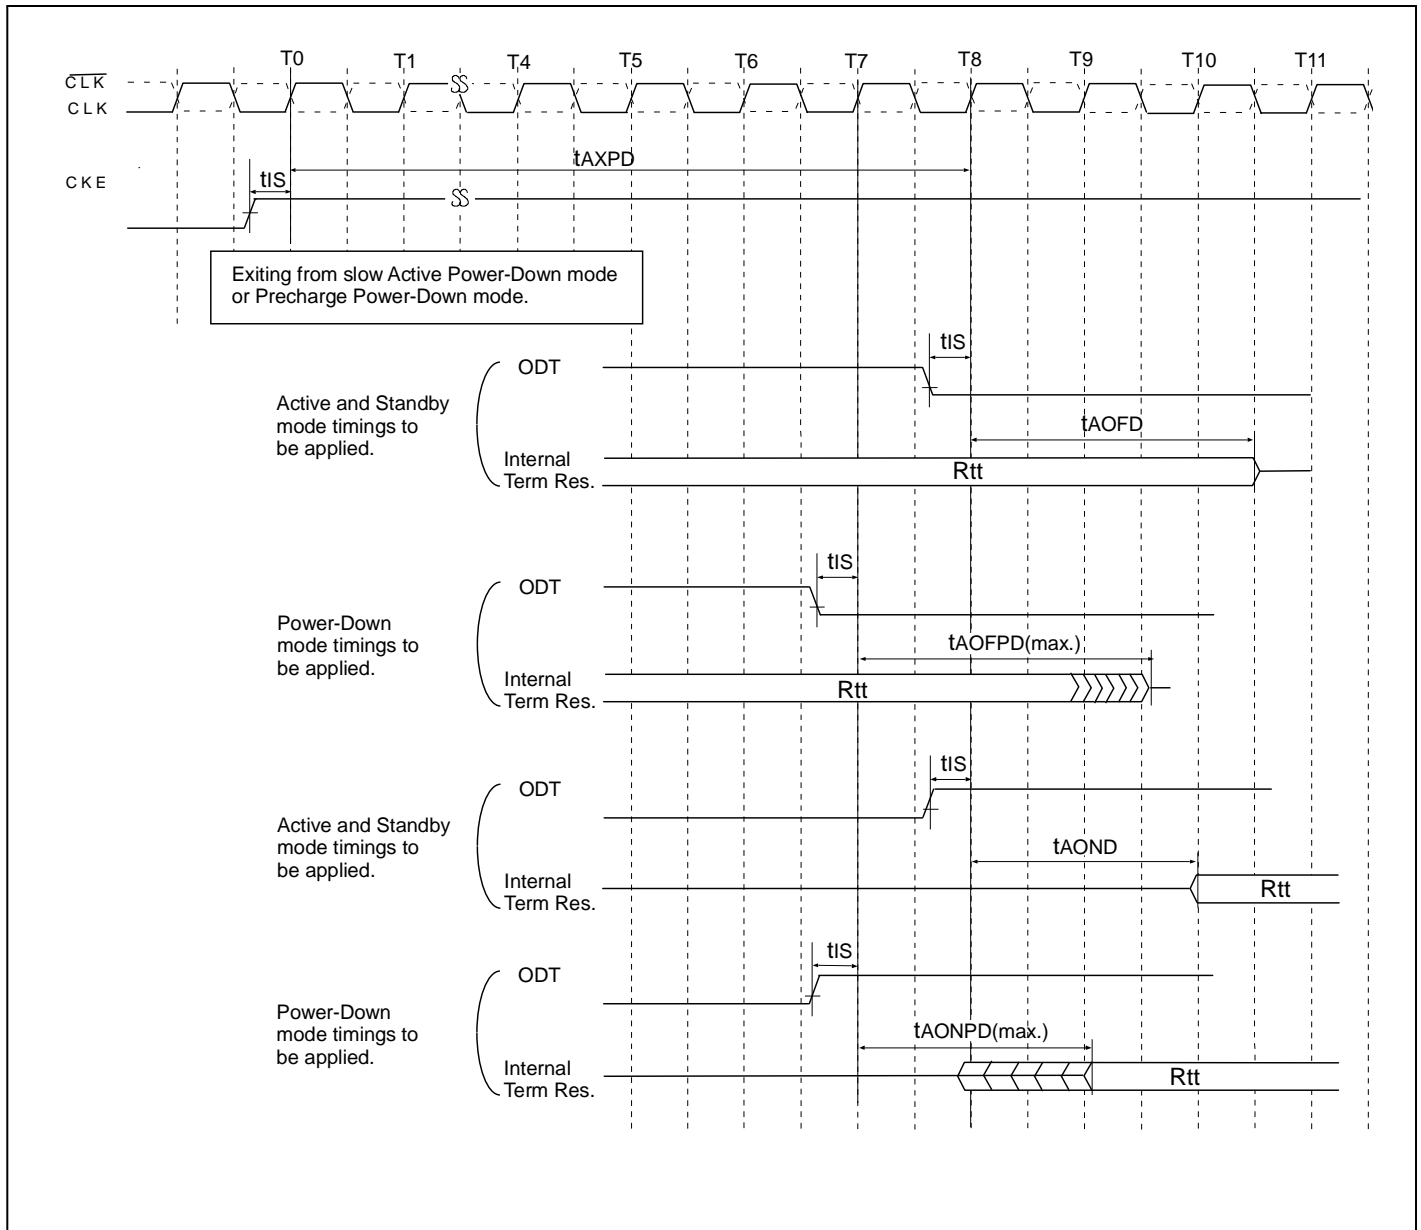 T0 T1 T4 T5 T6 T7 T8 T9 T10 T11
CLK
CLK
tAXPD
CKE
tIS
Exiting from slow Active Power-Down mode
or Precharge Power-Down mode.
tIS
ODT
Active and Standby
mode timings to
be applied.
tAOFD
Internal
Term Res.
Rtt
tIS
ODT
Power-Down
mode timings to
be applied.
tAOFPD(max.)
Internal
Term Res.
Rtt
tIS
ODT
Active and Standby
mode timings to
be applied.
tAOND
Internal
Term Res.
Rtt
tIS
ODT
Power-Down
mode timings to
be applied.
tAONPD(max.)
Internal
Term Res.
Rtt